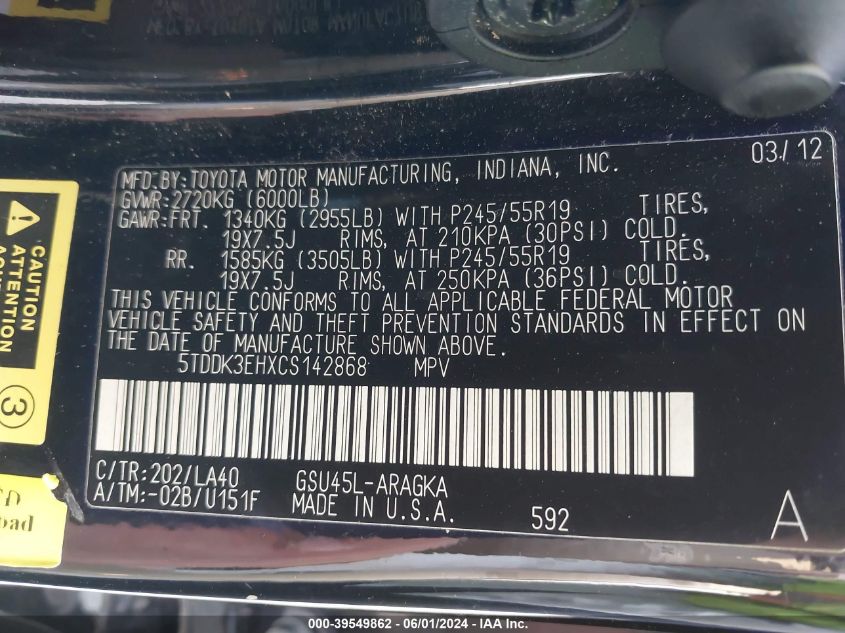 MFD.BY:TOYOTA MOTOR MANUFACTURING, INDIANA, INC. 03/12
GVWR:2720KG (6000LB)
GAWR:FRT. 1340KG (2955LB) WITH P245/55R19 TIRES,
19X7.5J RIMS, AT 210KPA (30PSI) COLD.
RR. 1585KG (3505LB) WITH P245/55R19 TIRES,
19X7.5J RIMS, AT 250KPA (36PSI) COLD.
THIS VEHICLE CONFORMS TO ALL APPLICABLE FEDERAL MOTOR
VEHICLE SAFETY AND THEFT PREVENTION STANDARDS IN EFFECT ON
THE DATE OF MANUFACTURE SHOWN ABOVE.
5TDDK3EHXCS142868 MPV
C/TR:202/LA40 GSU45L-ARAGKA
A/TM:-02B/U151F MADE IN U.S.A. 592 A
CAUTION
ATTENTION
3
oad
000-39549862 - 06/01/2024 - IAA Inc.